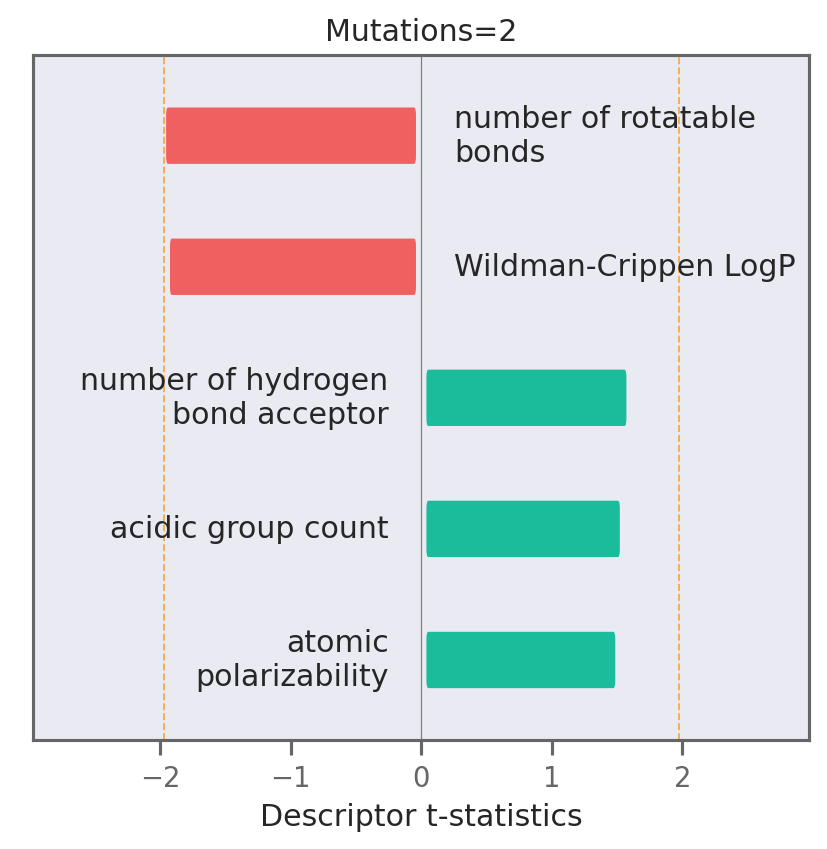 Mutations=2
number of rotatable
bonds
Wildman-Crippen LogP
number of hydrogen
bond acceptor
acidic group count
atomic
polarizability
−2 −1 0 1 2
Descriptor t-statistics